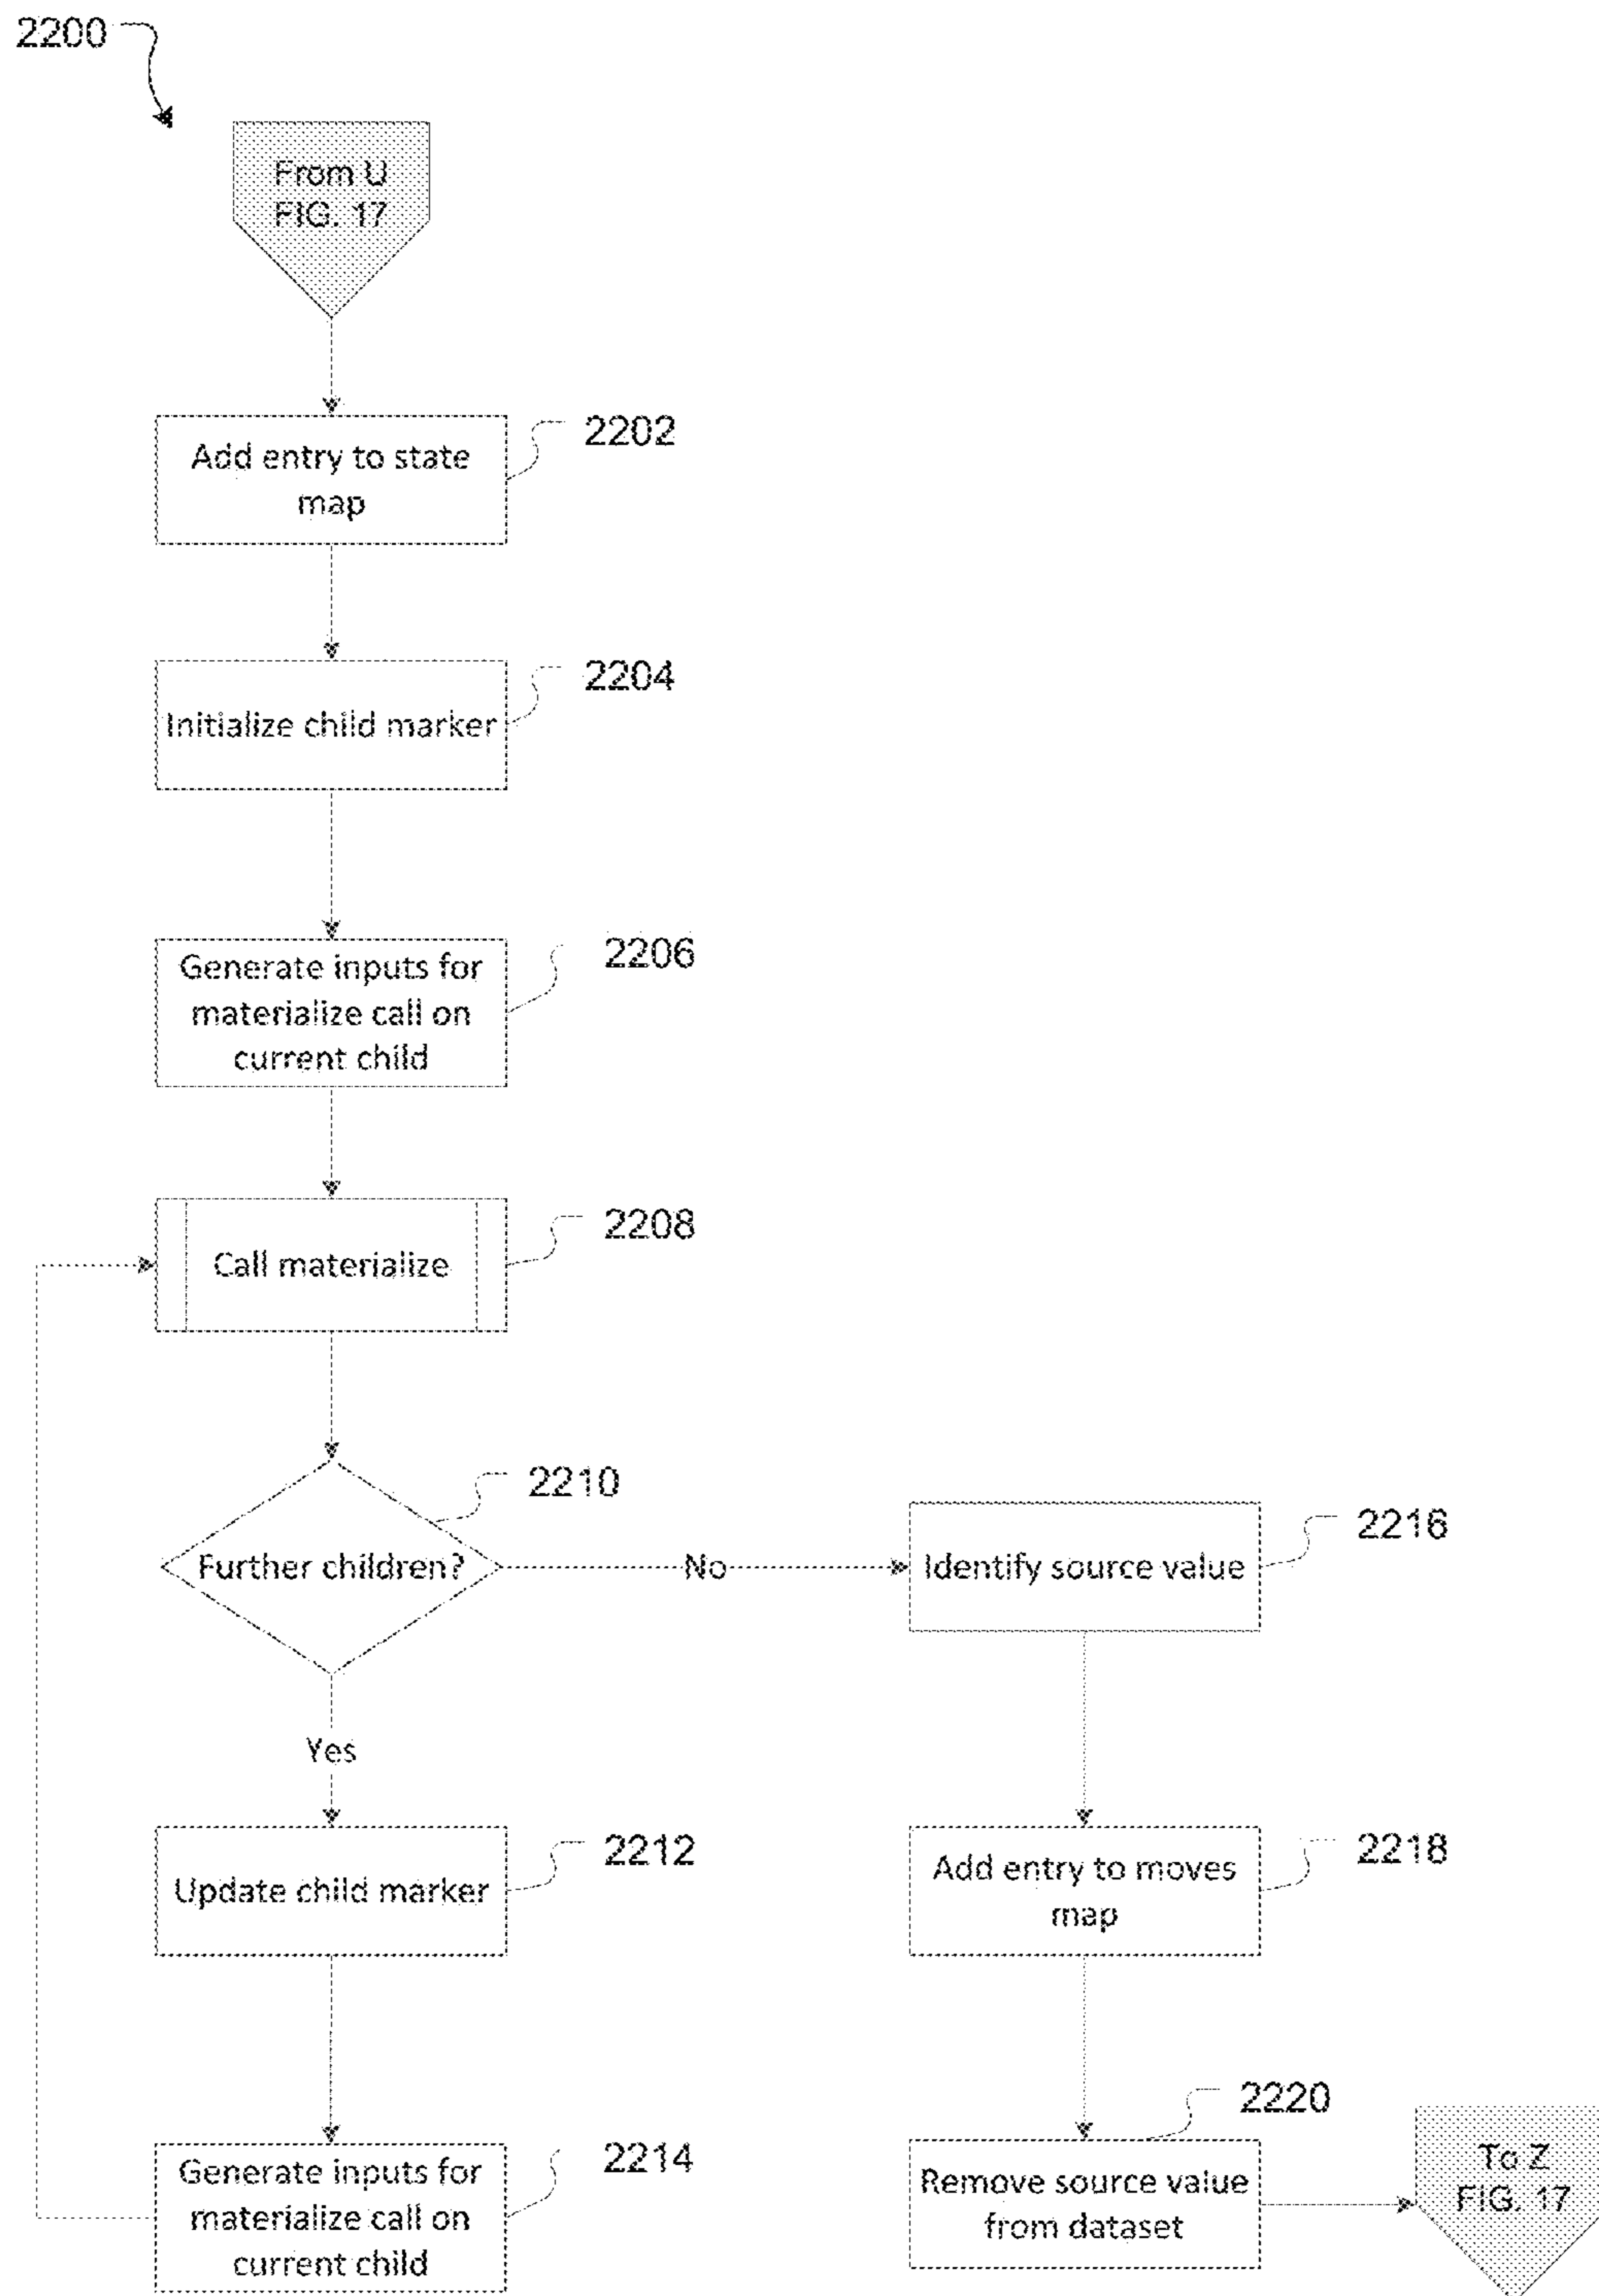 2200
From U
FIG. 17
Add entry to state
map
2202
Initialize child marker
2204
Generate inputs for
materialize call on
current child
2206
Call materialize
2208
Further children?
2210
No
Yes
Update child marker
2212
Generate inputs for
materialize call on
current child
2214
Identify source value
2216
Add entry to moves
map
2218
Remove source value
from dataset
2220
To Z
FIG. 17